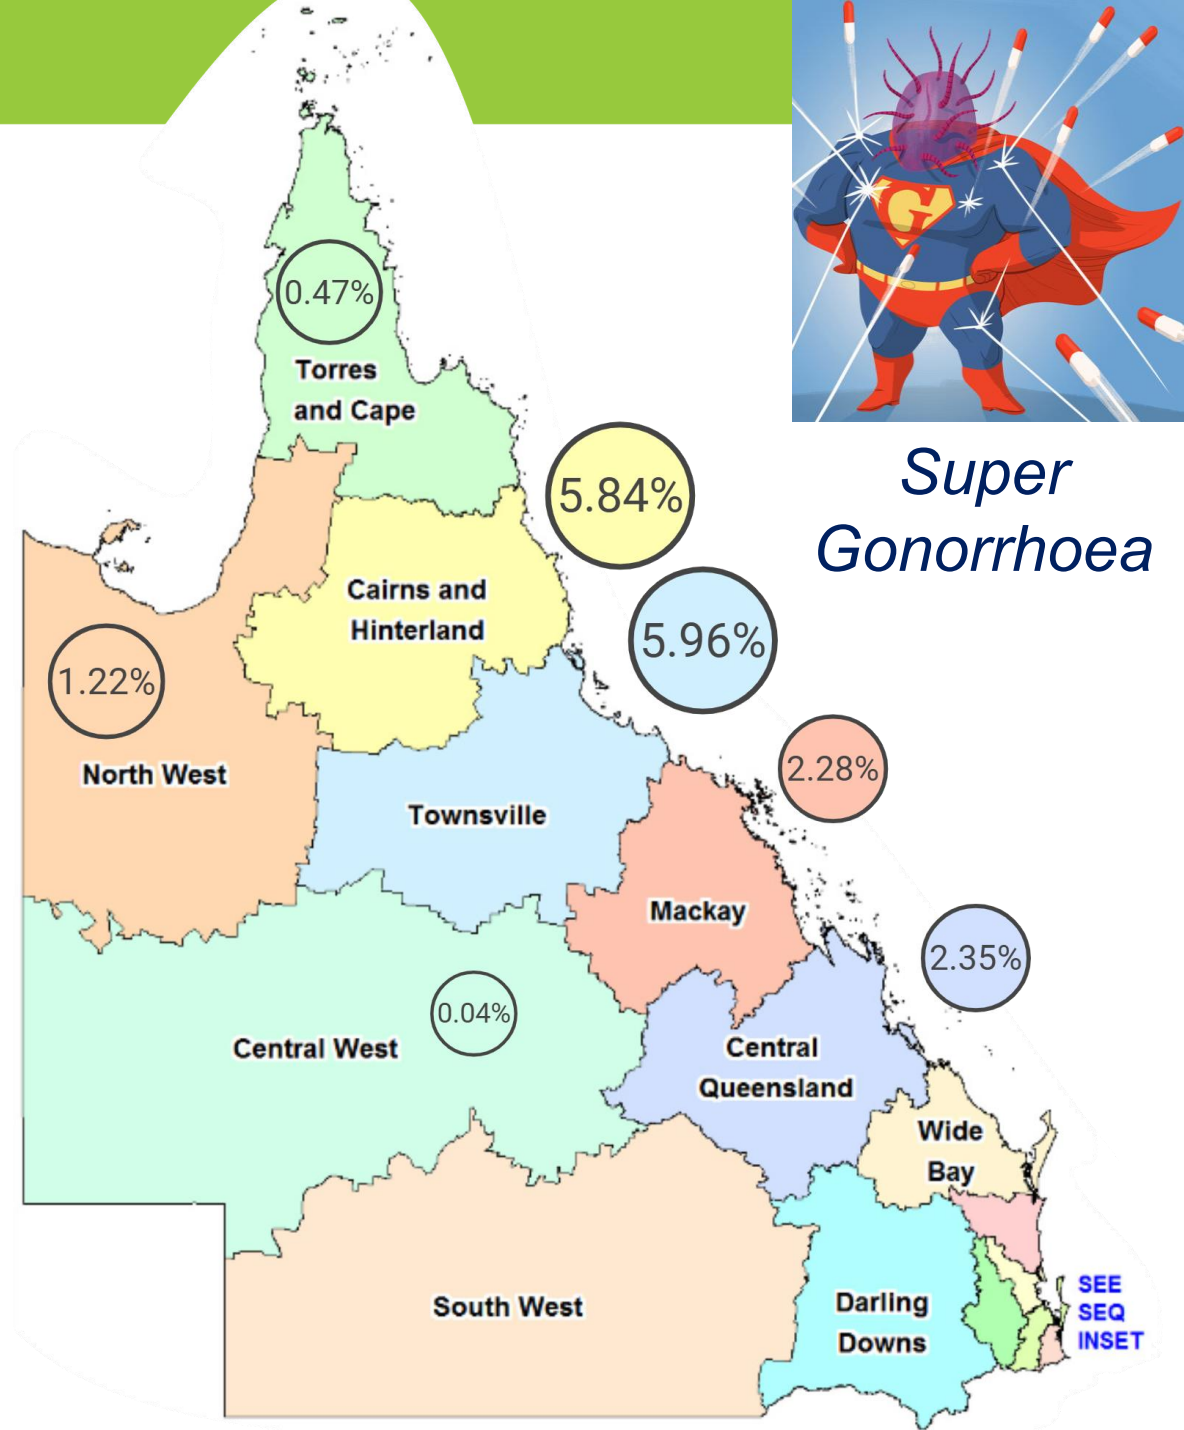 G
Super
Gonorrhoea
0.47%
Torres
and Cape
5.84%
Cairns and
Hinterland
5.96%
1.22%
North West
2.28%
Townsville
Mackay
2.35%
0.04%
Central West
Central
Queensland
Wide
Bay
SEE
SEQ
INSET
South West
Darling
Downs